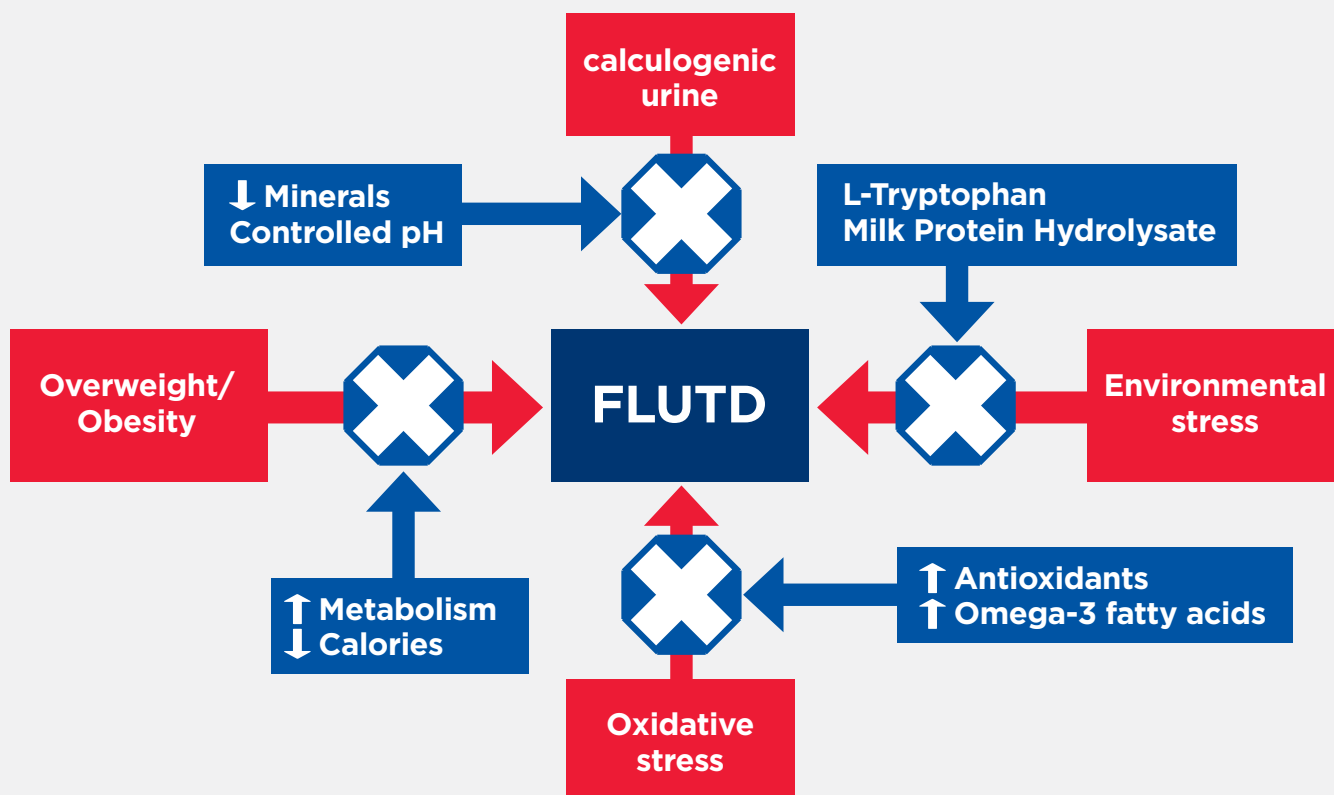 calculogenic
urine
↓ Minerals
Controlled pH
L-Tryptophan
Milk Protein Hydrolysate
Overweight/
Obesity
FLUTD
Environmental
stress
↑ Metabolism
↓ Calories
↑ Antioxidants
↑ Omega-3 fatty acids
Oxidative
stress